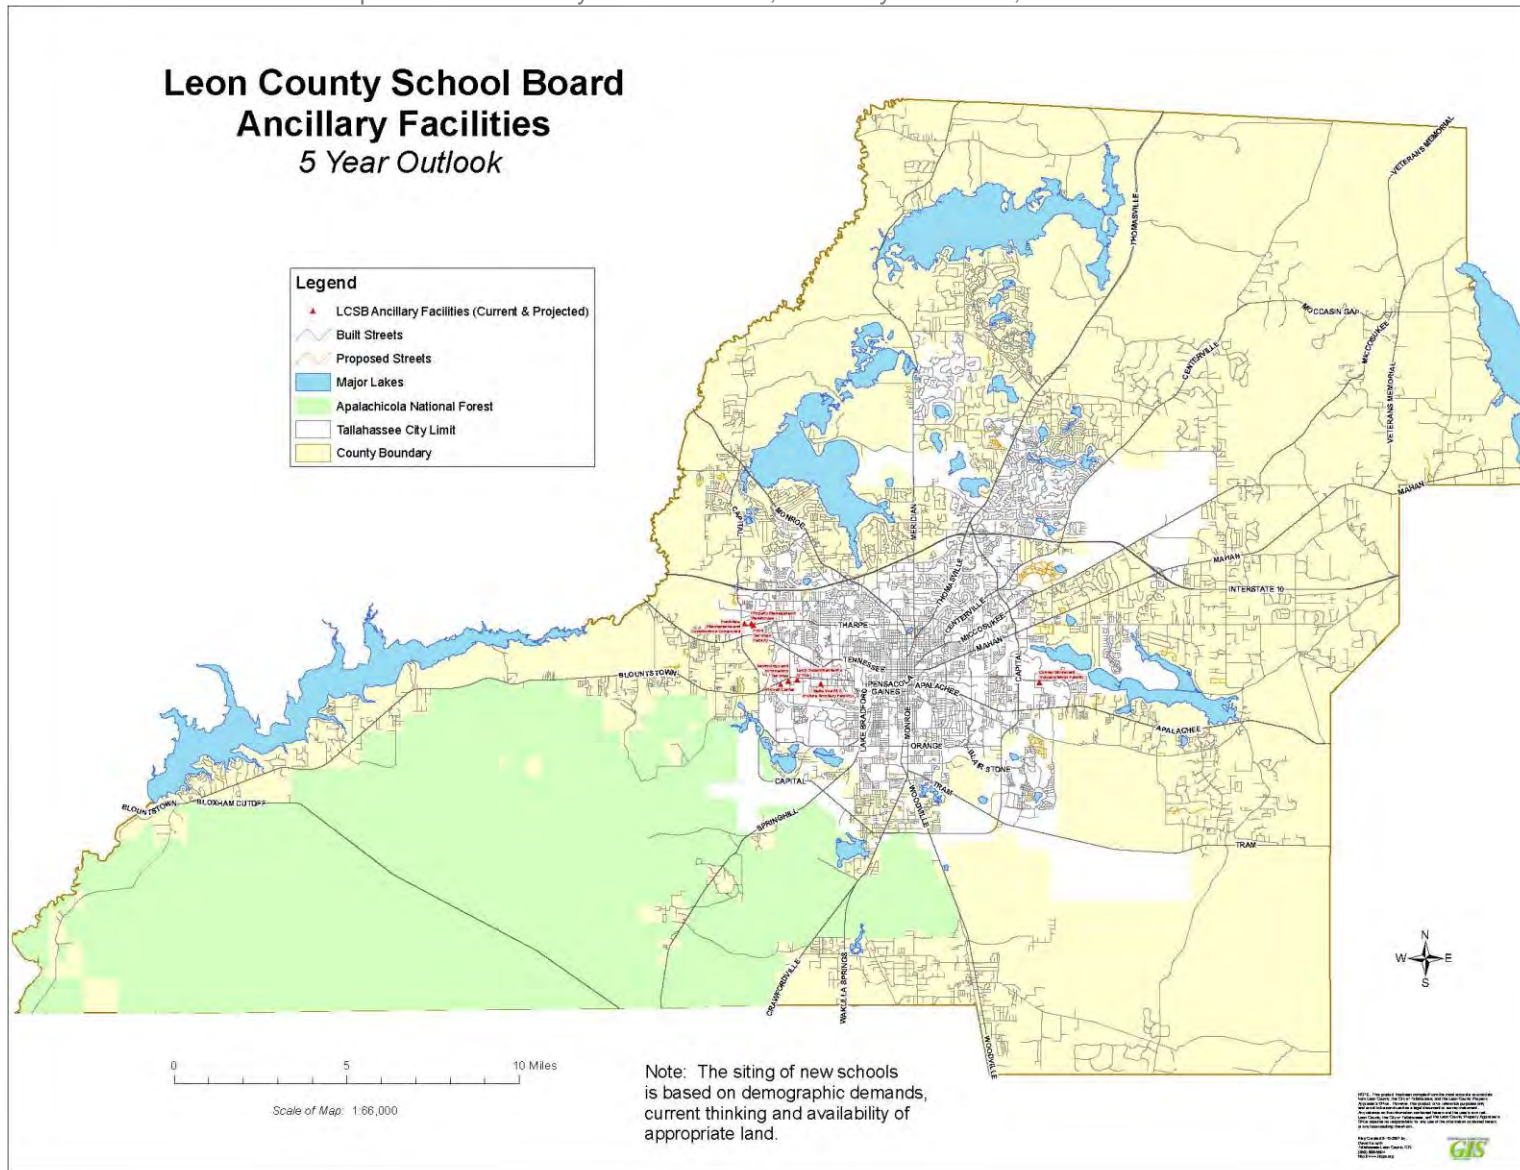 Leon County School Board
Ancillary Facilities
5 Year Outlook
Legend
LCSB Ancillary Facilities (Current & Projected)
Built Streets
Proposed Streets
Major Lakes
Apalachicola National Forest
Tallahassee City Limit
County Boundary
VETERANS MEMORIAL
THOMASVILLE
MOCCASIN GAP
MICCOSUKEE
CENTERVILLE
VETERANS MEMORIAL
MAHAN
CAPITAL
MONROE
MERIDIAN
MAHAN
INTERSTATE 10
THOMASVILLE
CENTERVILLE
MICCOSUKEE
MAHAN
THARPE
TENNESSEE
CAPITAL
BLOUNTSTOWN
PENSACOLA
GAINES
APALACHEE
LAKE BRADFORD
MONROE
ORANGE
APALACHEE
BLAIR STONE
CAPITAL
TRAM
WOODVILLE
BLOUNTSTOWN
BLOXHAM CUTOFF
SPRINGHILL
TRAM
CRAWFORDVILLE
WAKULLA SPRINGS
WOODVILLE
N
W E
S
0 5 10 Miles
Scale of Map: 1:66,000
Note: The siting of new schools
is based on demographic demands,
current thinking and availability of
appropriate land.
GIS